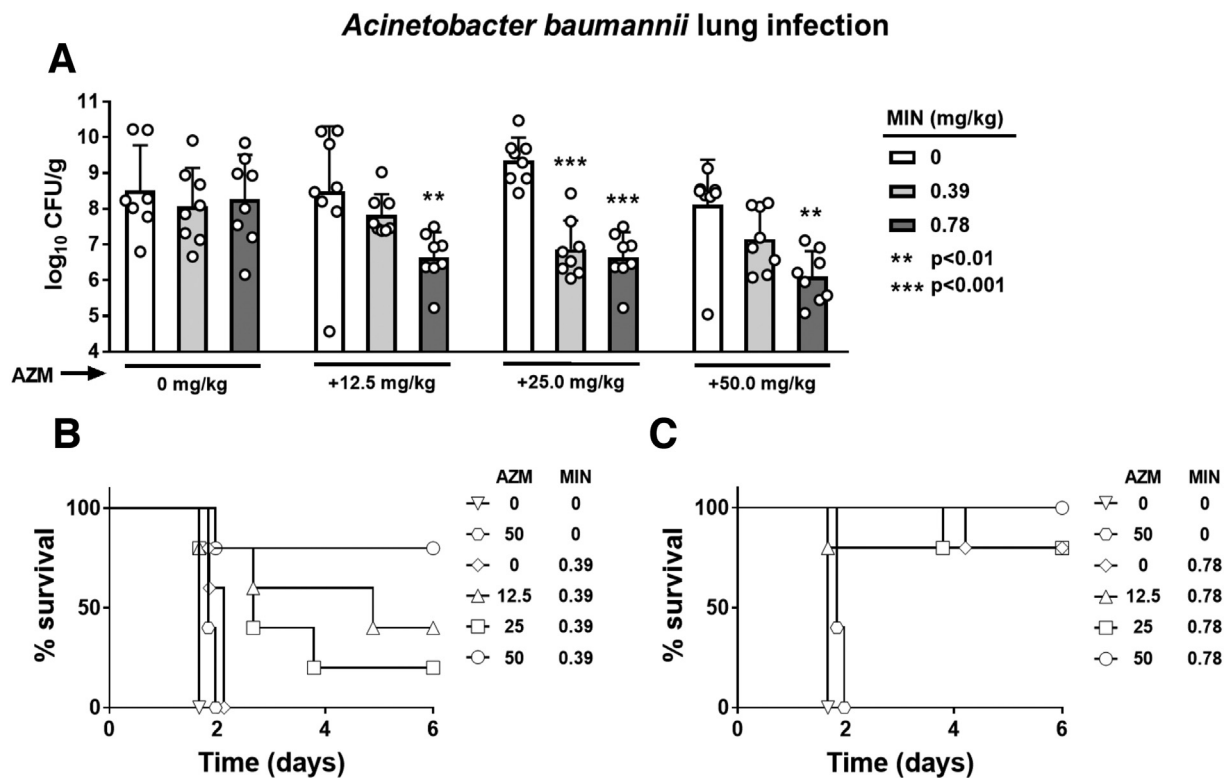 Acinetobacter baumannii lung infection
A
log10 CFU/g
11
10
9
8
7
6
5
4
**
***
***
**
AZM
0 mg/kg
+12.5 mg/kg
+25.0 mg/kg
+50.0 mg/kg
MIN (mg/kg)
0
0.39
0.78
** p<0.01
*** p<0.001
B
% survival
100
50
0
0 2 4 6
Time (days)
AZM MIN
0 0
50 0
0 0.39
12.5 0.39
25 0.39
50 0.39
C
% survival
100
50
0
0 2 4 6
Time (days)
AZM MIN
0 0
50 0
0 0.78
12.5 0.78
25 0.78
50 0.78